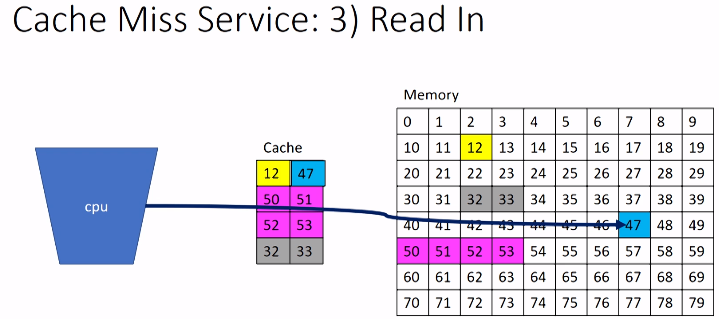 Cache Miss Service: 3) Read In
Memory
0 1 2 3 4 5 6 7 8 9
10 11 12 13 14 15 16 17 18 19
20 21 22 23 24 25 26 27 28 29
30 31 32 33 34 35 36 37 38 39
40 41 42 43 44 45 46 47 48 49
50 51 52 53 54 55 56 57 58 59
60 61 62 63 64 65 66 67 68 69
70 71 72 73 74 75 76 77 78 79
Cache
12 47
50 51
52 53
32 33
cpu